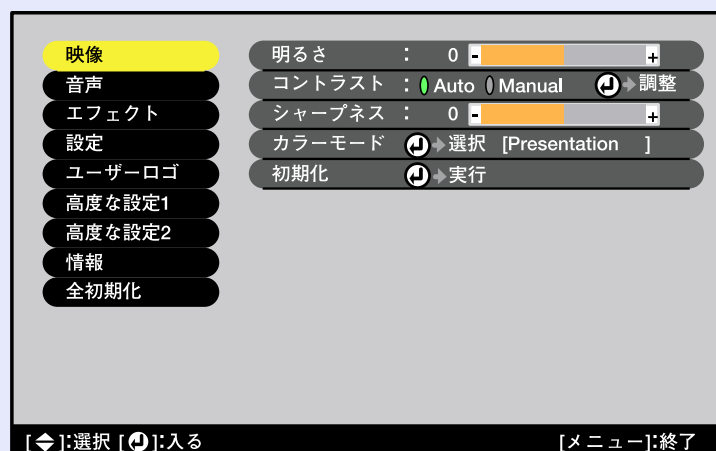 映像
音声
エフェクト
設定
ユーザーロゴ
高度な設定1
高度な設定2
情報
全初期化
明るさ : 0 - +
コントラスト : Auto Manual 調整
シャープネス : 0 - +
カラーモード 選択 [Presentation ]
初期化 実行
[ ]:選択 [ ]:入る [メニュー]:終了